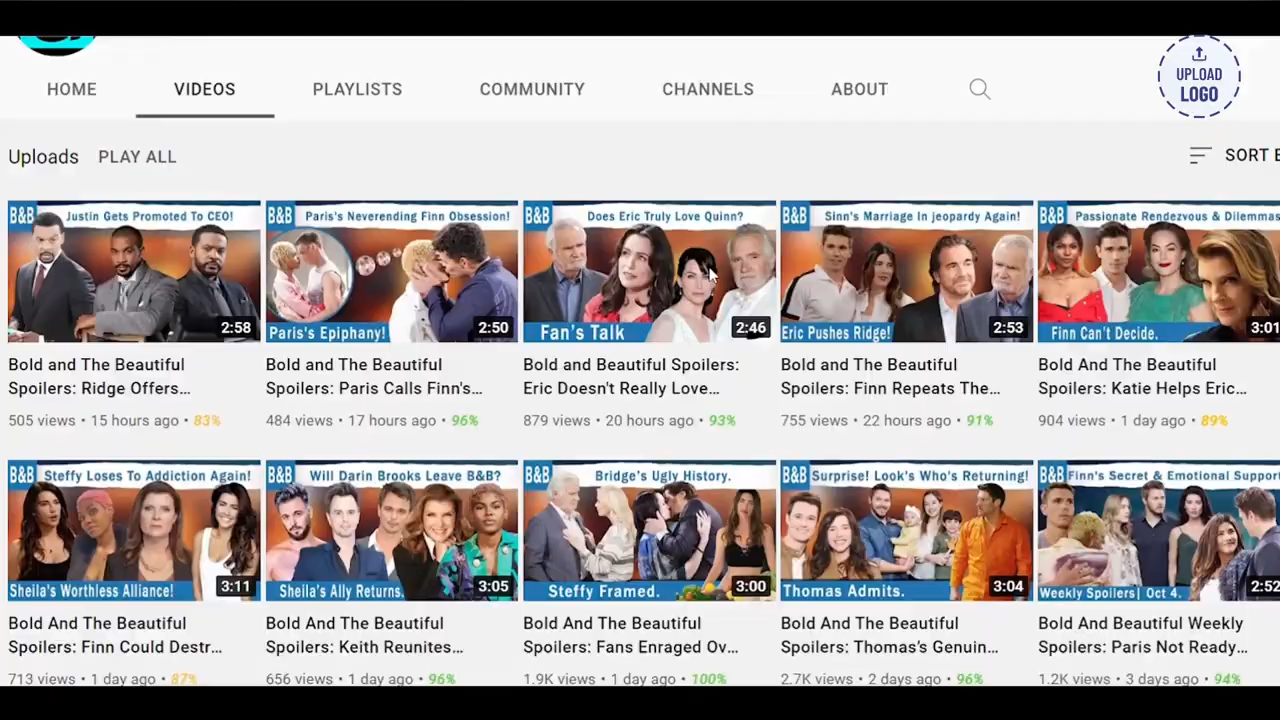 UPLOAD
LOGO
HOME VIDEOS PLAYLISTS COMMUNITY CHANNELS ABOUT
Uploads PLAY ALL SORT
B&B Justin Gets Promoted To CEO!
2:58
Bold and The Beautiful
Spoilers: Ridge Offers...
505 views • 15 hours ago • 83%
B&B Paris's Neverending Finn Obsession!
Paris's Epiphany!
2:50
Bold and The Beautiful
Spoilers: Paris Calls Finn's...
484 views • 17 hours ago • 96%
B&B Does Eric Truly Love Quinn?
Fan's Talk
2:46
Bold and Beautiful Spoilers:
Eric Doesn't Really Love...
879 views • 20 hours ago • 93%
B&B Sinn's Marriage In jeopardy Again!
Eric Pushes Ridge!
2:53
Bold and The Beautiful
Spoilers: Finn Repeats The...
755 views • 22 hours ago • 91%
B&B Passionate Rendezvous & Dilemmas
Finn Can't Decide.
3:01
Bold And The Beautiful
Spoilers: Katie Helps Eric...
904 views • 1 day ago • 89%
B&B Steffy Loses To Addiction Again!
Sheila's Worthless Alliance!
3:11
Bold And The Beautiful
Spoilers: Finn Could Destr...
713 views • 1 day ago • 87%
B&B Will Darin Brooks Leave B&B?
Sheila's Ally Returns.
3:05
Bold And The Beautiful
Spoilers: Keith Reunites...
656 views • 1 day ago • 96%
B&B Bridge's Ugly History.
Steffy Framed.
3:00
Bold And The Beautiful
Spoilers: Fans Enraged Ov...
1.9K views • 1 day ago • 100%
B&B Surprise! Look's Who's Returning!
Thomas Admits.
3:04
Bold And The Beautiful
Spoilers: Thomas's Genuin...
2.7K views • 2 days ago • 96%
B&B Finn's Secret & Emotional Support
Weekly Spoilers| Oct 4.
2:52
Bold And Beautiful Weekly
Spoilers: Paris Not Ready...
1.2K views • 3 days ago • 94%